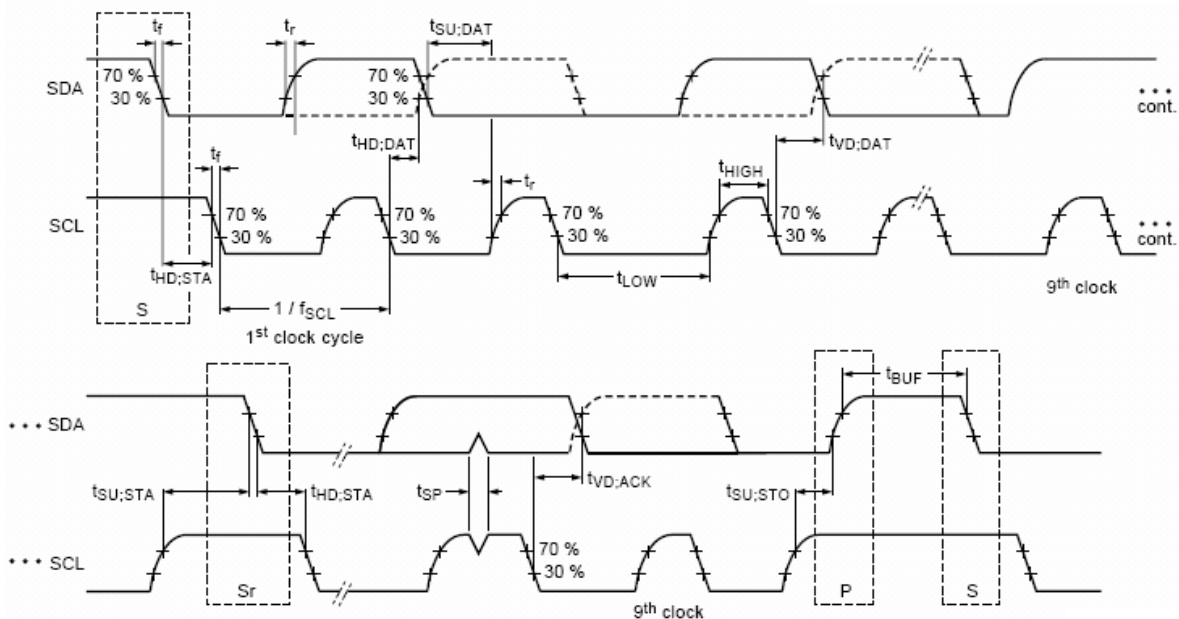 tf tr tSU;DAT
SDA 70 % 30 % 70 % 30 % cont.
tHD;DAT tVD;DAT
tf tHIGH
tr
SCL 70 % 30 % 70 % 30 % 70 % 30 % 70 % 30 % cont.
tHD;STA tLOW
S 1 / fSCL 9th clock
1st clock cycle
tBUF
SDA
tSU;STA tHD;STA tSP tVD;ACK tSU;STO
SCL 70 % 30 %
Sr P S
9th clock